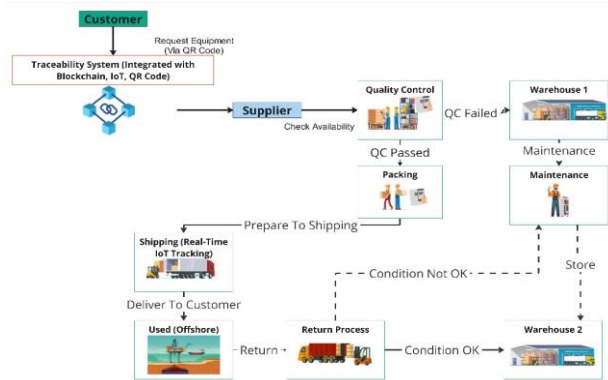 Customer
Request Equipment
(Via QR Code)
Traceability System (Integrated with
Blockchain, IoT, QR Code)
Supplier
Check Availability
Quality Control
QC Failed
Warehouse 1
QC Passed
Maintenance
Packing
Maintenance
Prepare To Shipping
Shipping (Real-Time
IoT Tracking)
Condition Not OK
Store
Deliver To Customer
Used (Offshore)
Return
Return Process
Condition OK
Warehouse 2